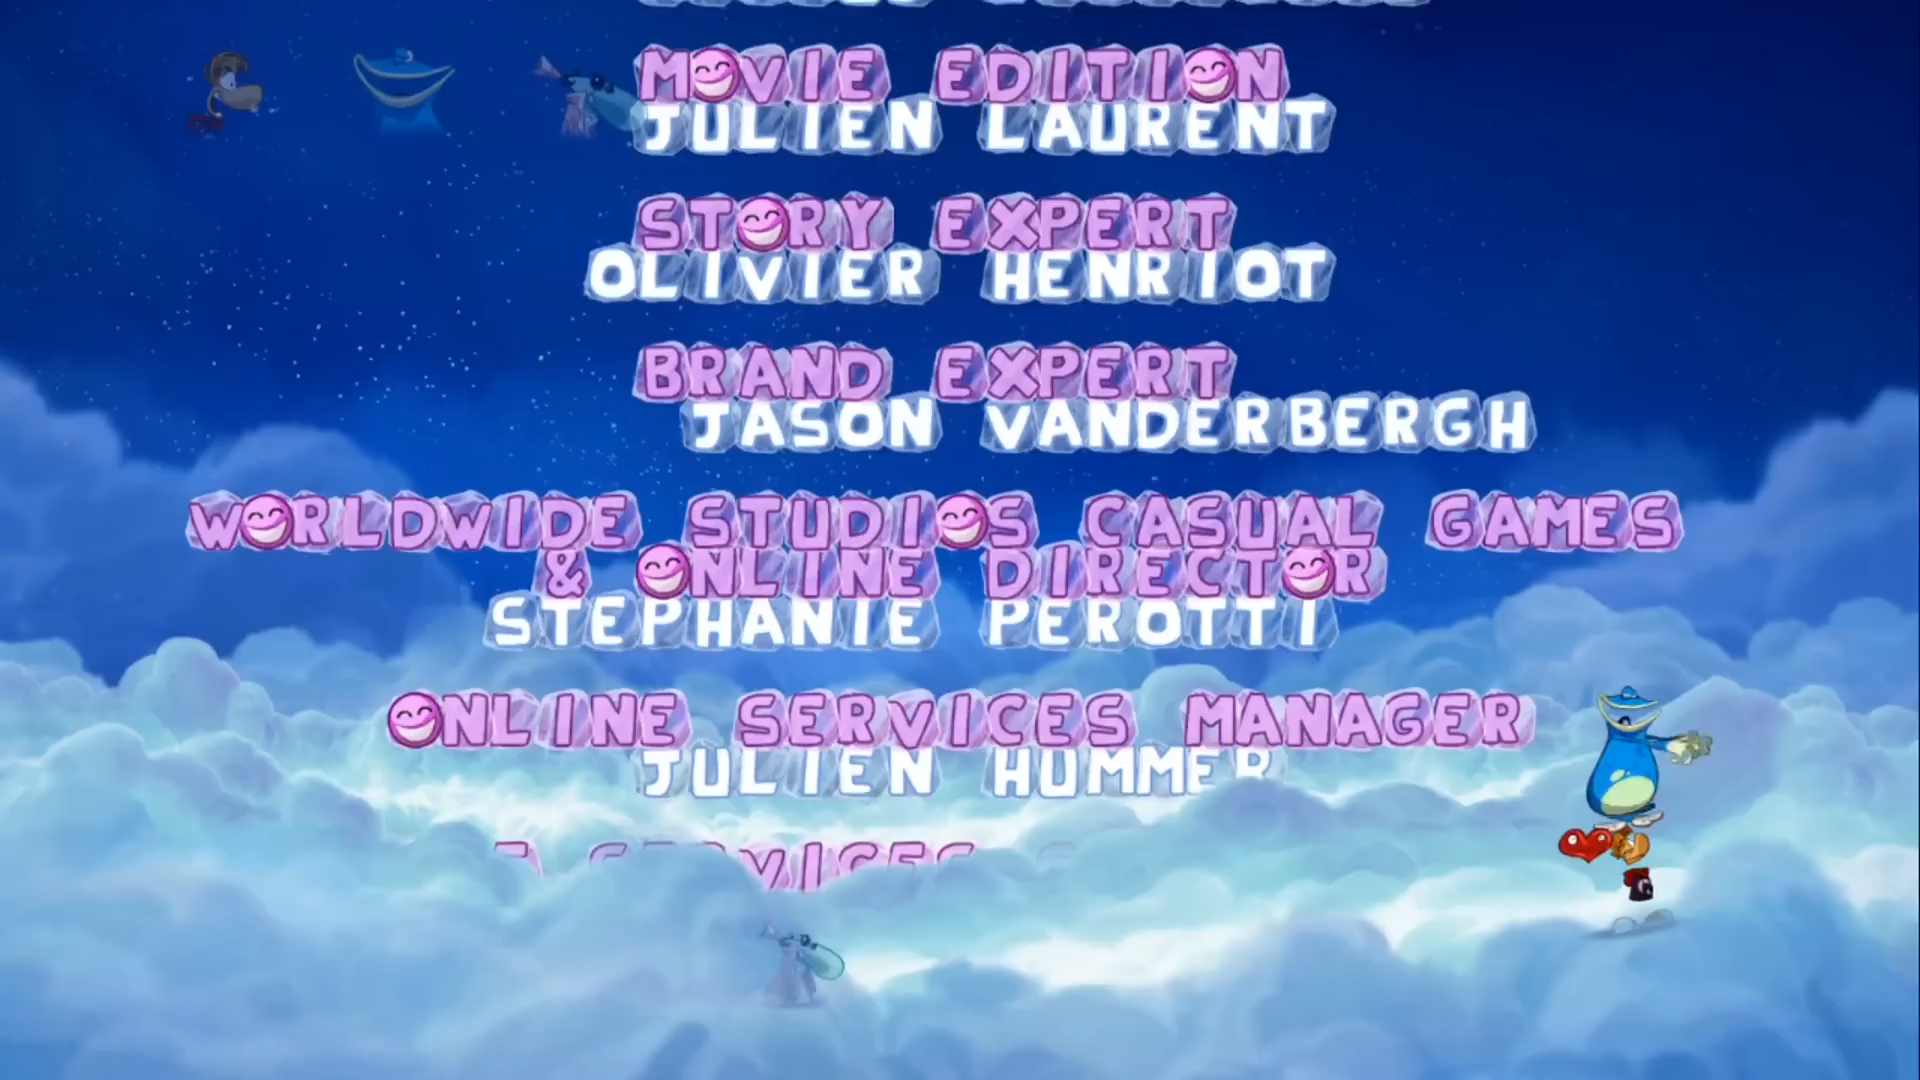 MOVIE EDITION
JULIEN LAURENT
STORY EXPERT
OLIVIER HENRIOT
BRAND EXPERT
JASON VANDERBERGH
WORLDWIDE STUDIOS CASUAL GAMES
& ONLINE DIRECTOR
STEPHANIE PEROTTI
ONLINE SERVICES MANAGER
JULIEN HUMMER
SERVICES